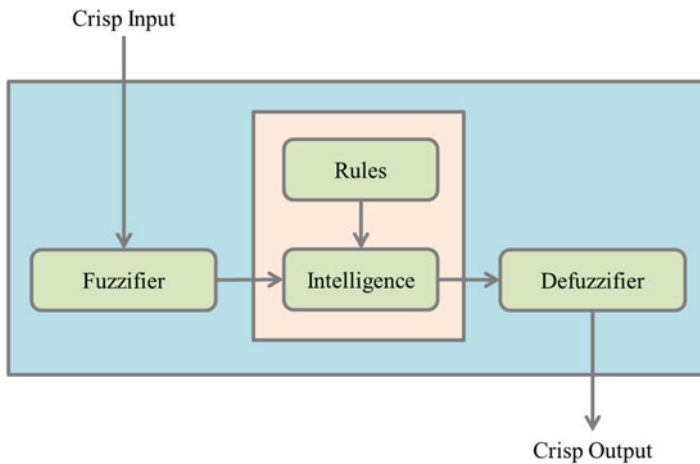 Crisp Input
Rules
Fuzzifier
Intelligence
Defuzzifier
Crisp Output